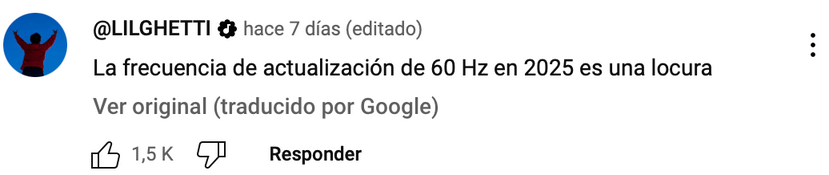 @LILGHETTI hace 7 días (editado)
La frecuencia de actualización de 60 Hz en 2025 es una locura
Ver original (traducido por Google)
1,5 K Responder